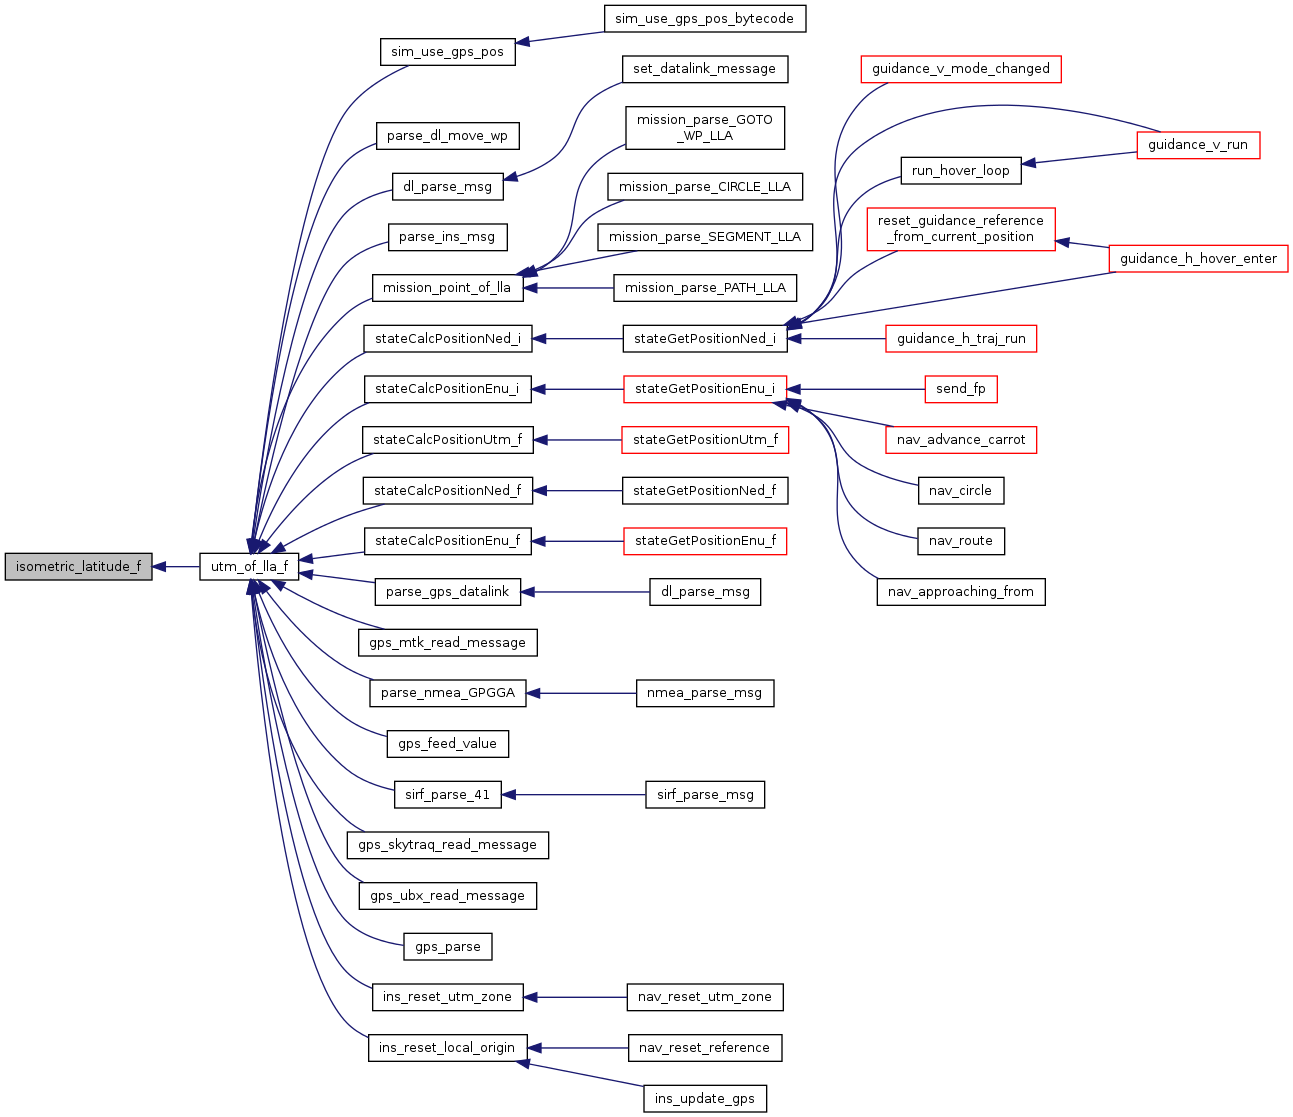 sim_use_gps_pos_bytecode
sim_use_gps_pos
set_datalink_message
guidance_v_mode_changed
mission_parse_GOTO
_WP_LLA
parse_dl_move_wp
guidance_v_run
run_hover_loop
dl_parse_msg
mission_parse_CIRCLE_LLA
reset_guidance_reference
_from_current_position
parse_ins_msg
mission_parse_SEGMENT_LLA
guidance_h_hover_enter
mission_point_of_lla
mission_parse_PATH_LLA
stateCalcPositionNed_i
stateGetPositionNed_i
guidance_h_traj_run
stateCalcPositionEnu_i
stateGetPositionEnu_i
send_fp
stateCalcPositionUtm_f
stateGetPositionUtm_f
nav_advance_carrot
stateCalcPositionNed_f
stateGetPositionNed_f
nav_circle
stateCalcPositionEnu_f
stateGetPositionEnu_f
nav_route
isometric_latitude_f
utm_of_lla_f
parse_gps_datalink
dl_parse_msg
nav_approaching_from
gps_mtk_read_message
parse_nmea_GPGGA
nmea_parse_msg
gps_feed_value
sirf_parse_41
sirf_parse_msg
gps_skytraq_read_message
gps_ubx_read_message
gps_parse
ins_reset_utm_zone
nav_reset_utm_zone
ins_reset_local_origin
nav_reset_reference
ins_update_gps